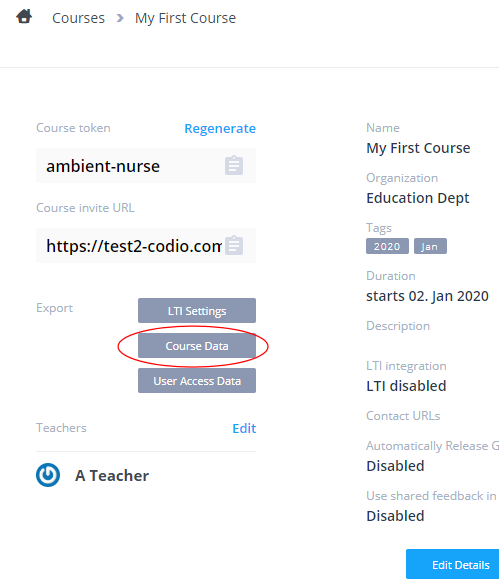 Courses > My First Course
Course token
Regenerate
ambient-nurse
Course invite URL
https://test2-codio.com
Export
LTI Settings
Course Data
User Access Data
Teachers
Edit
A Teacher
Name
My First Course
Organization
Education Dept
Tags
2020 Jan
Duration
starts 02. Jan 2020
Description
LTI integration
LTI disabled
Contact URLs
Automatically Release G
Disabled
Use shared feedback in
Disabled
Edit Details